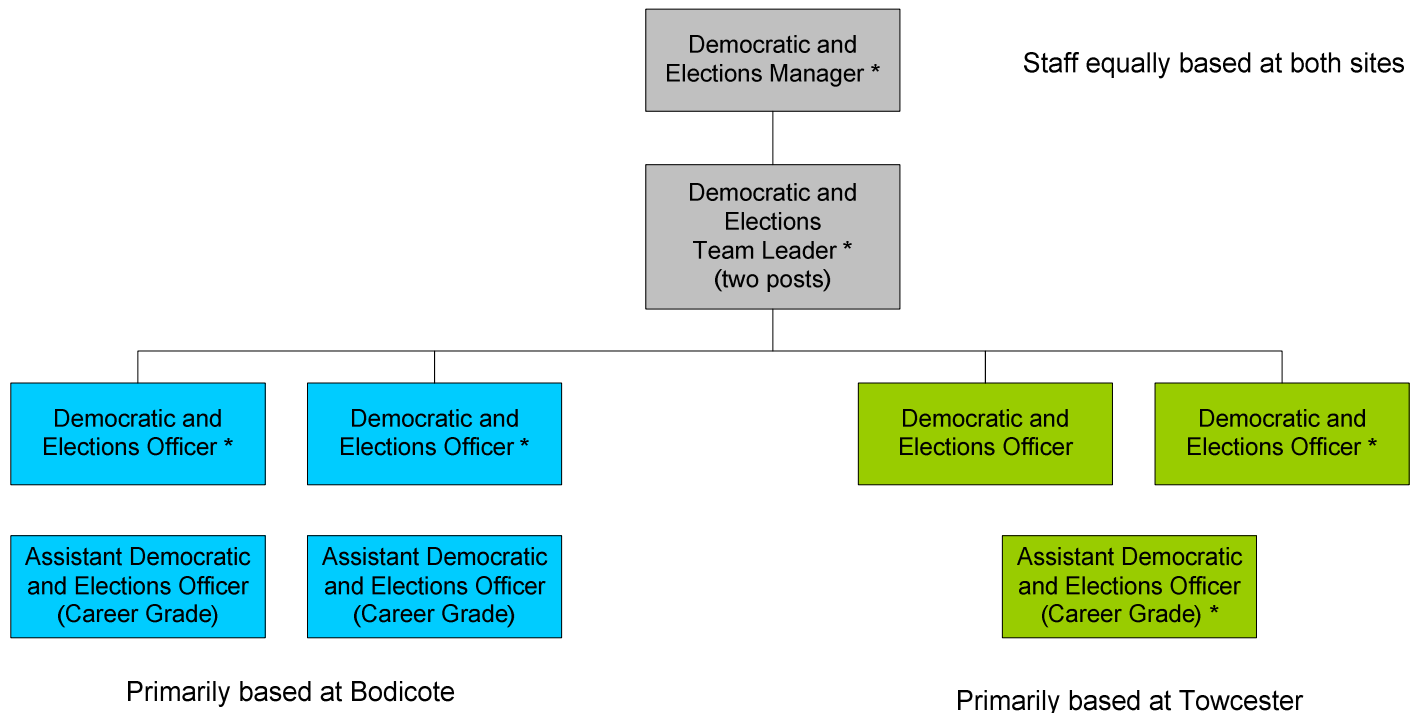 Democratic and
Elections Manager *
Staff equally based at both sites
Democratic and
Elections
Team Leader *
(two posts)
Democratic and
Elections Officer *
Democratic and
Elections Officer *
Democratic and
Elections Officer
Democratic and
Elections Officer *
Assistant Democratic
and Elections Officer
(Career Grade)
Assistant Democratic
and Elections Officer
(Career Grade)
Assistant Democratic
and Elections Officer
(Career Grade) *
Primarily based at Bodicote
Primarily based at Towcester